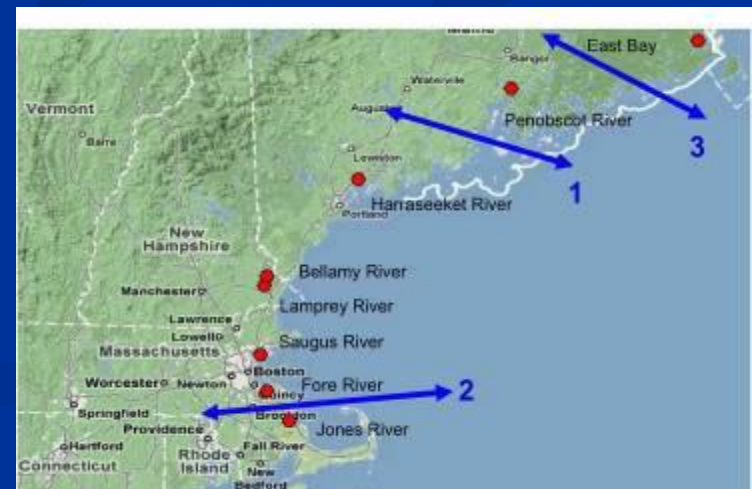 East Bay
Bangor
Waterville
Vermont
Augusta
Penobscot River
Barre
3
Lewiston
1
Harraseeket River
Portland
New
Hampshire
Bellamy River
Manchester
Lamprey River
Lawrence
Lowell
Saugus River
Massachusetts
Boston
Worcester
Newton
Fore River
2
Quincy
Springfield
Providence
Jones River
Hartford
Rhode
Island
Fall River
Connecticut
New
Bedford